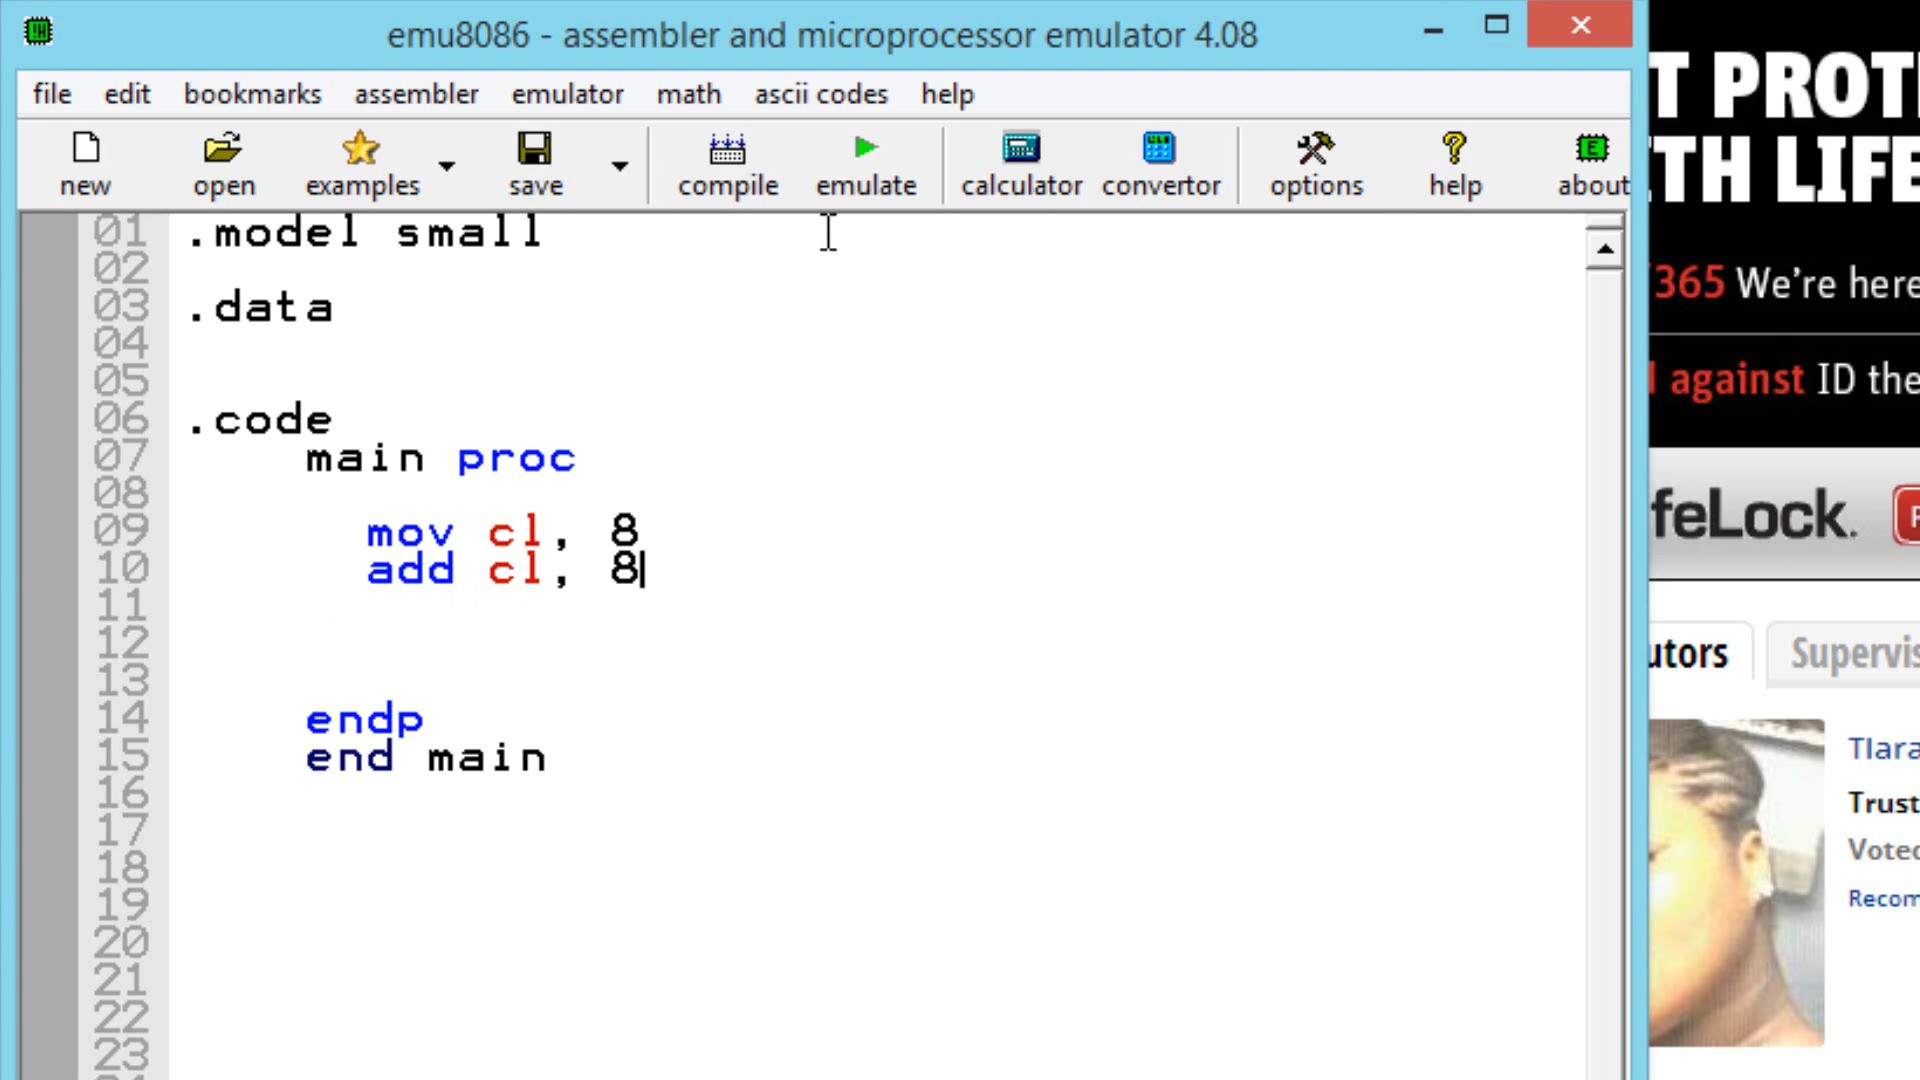 emu8086 - assembler and microprocessor emulator 4.08
file edit bookmarks assembler emulator math ascii codes help
new open examples save compile emulate calculator convertor options help about
01 .model small
02
03 .data
04
05
06 .code
07 main proc
08
09 mov cl, 8
10 add cl, 8
11
12
13
14 endp
15 end main
16
17
18
19
20
21
22
23
T PROT
TH LIFE
365 We're here
against ID the
feLock.
utors Supervis
Trust
Voted
Recom